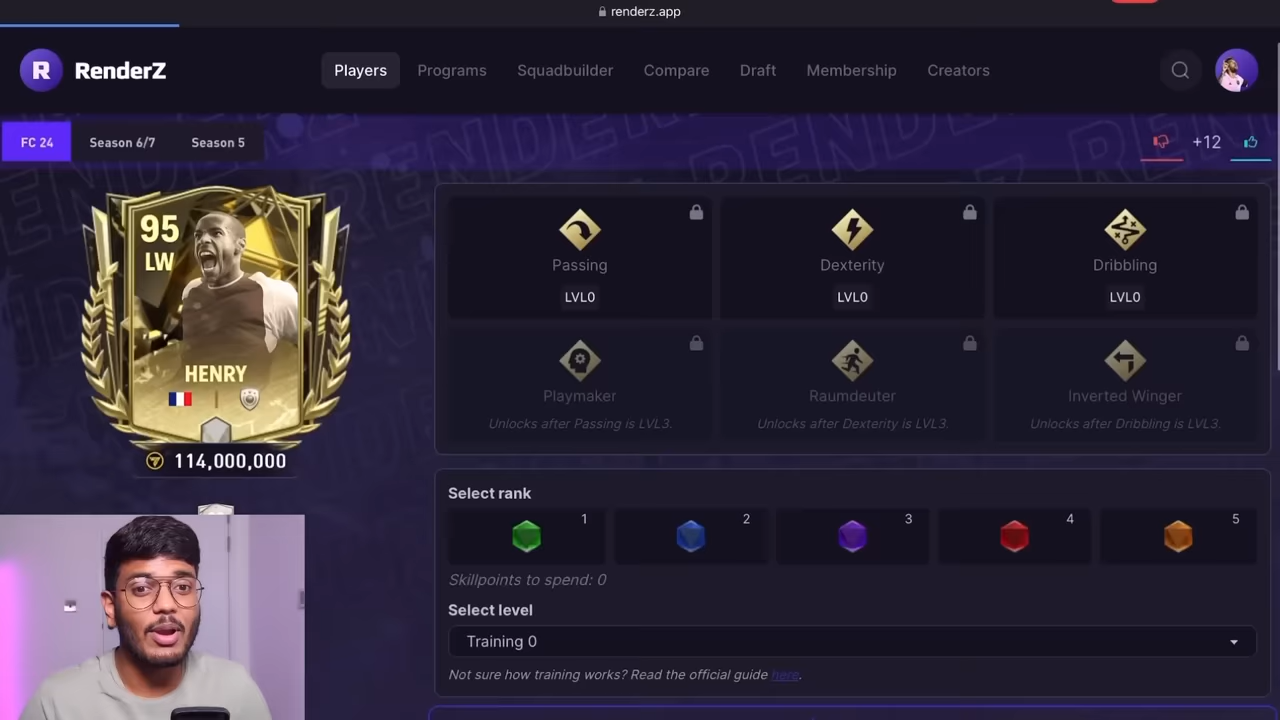 renderz.app
R RenderZ Players Programs Squadbuilder Compare Draft Membership Creators
FC 24 Season 6/7 Season 5 +12
95
LW
HENRY
114,000,000
Passing Dexterity Dribbling
LVL0 LVL0 LVL0
Playmaker Raumdeuter Inverted Winger
Unlocks after Passing is LVL3. Unlocks after Dexterity is LVL3. Unlocks after Dribbling is LVL3.
Select rank
1 2 3 4 5
Skillpoints to spend: 0
Select level
Training 0
Not sure how training works? Read the official guide here.